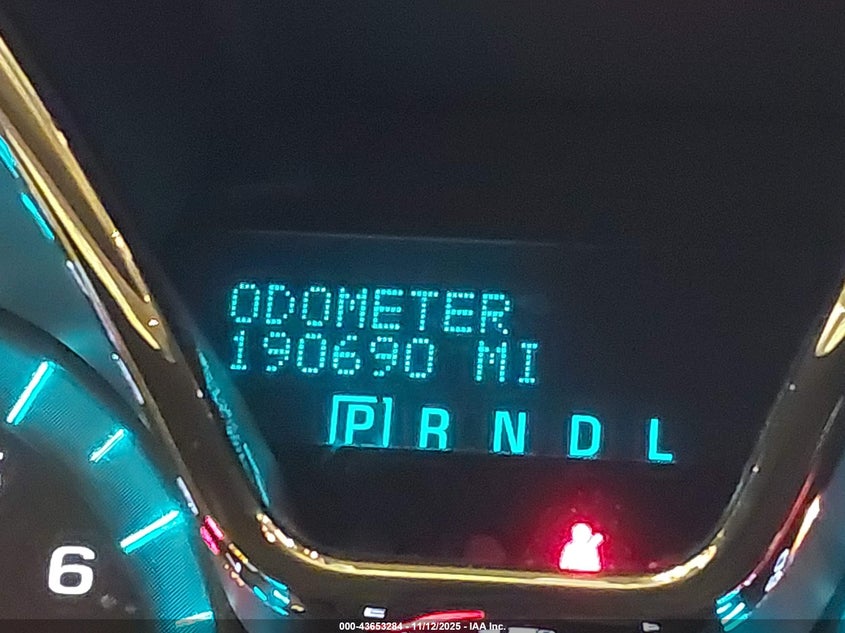 ODOMETER
190690 MI
P R N D L
6
000-43653284 - 11/12/2025 - IAA Inc.